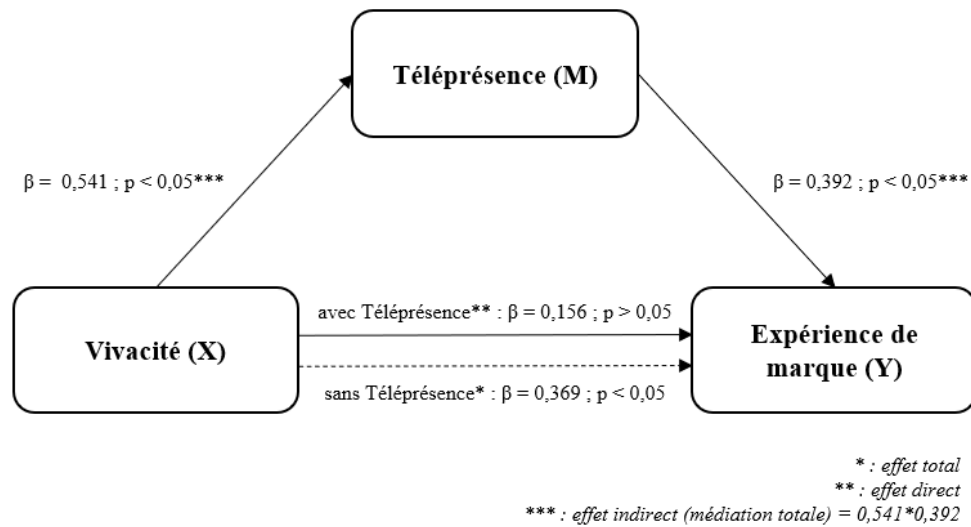 Téléprésence (M)
β = 0,541 ; p < 0,05***
β = 0,392 ; p < 0,05***
Vivacité (X)
avec Téléprésence** : β = 0,156 ; p > 0,05
sans Téléprésence* : β = 0,369 ; p < 0,05
Expérience de
marque (Y)
* : effet total
** : effet direct
*** : effet indirect (médiation totale) = 0,541*0,392